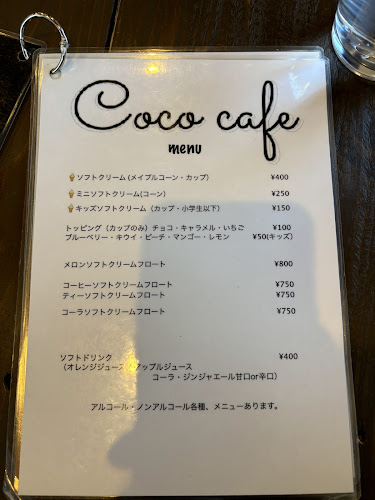 Coco cafe
menu
ソフトクリーム (メイプルコーン・カップ) ¥400
ミニソフトクリーム(コーン) ¥250
キッズソフトクリーム（カップ・小学生以下） ¥150
トッピング（カップのみ）チョコ・キャラメル・いちご ¥100
ブルーベリー・キウイ・ピーチ・マンゴー・レモン ¥50(キッズ)
メロンソフトクリームフロート ¥800
コーヒーソフトクリームフロート ¥750
ティーソフトクリームフロート ¥750
コーラソフトクリームフロート ¥750
ソフトドリンク ¥400
（オレンジジュース・アップルジュース
コーラ・ジンジャエール甘口or辛口）
アルコール・ノンアルコール各種、メニューあります。